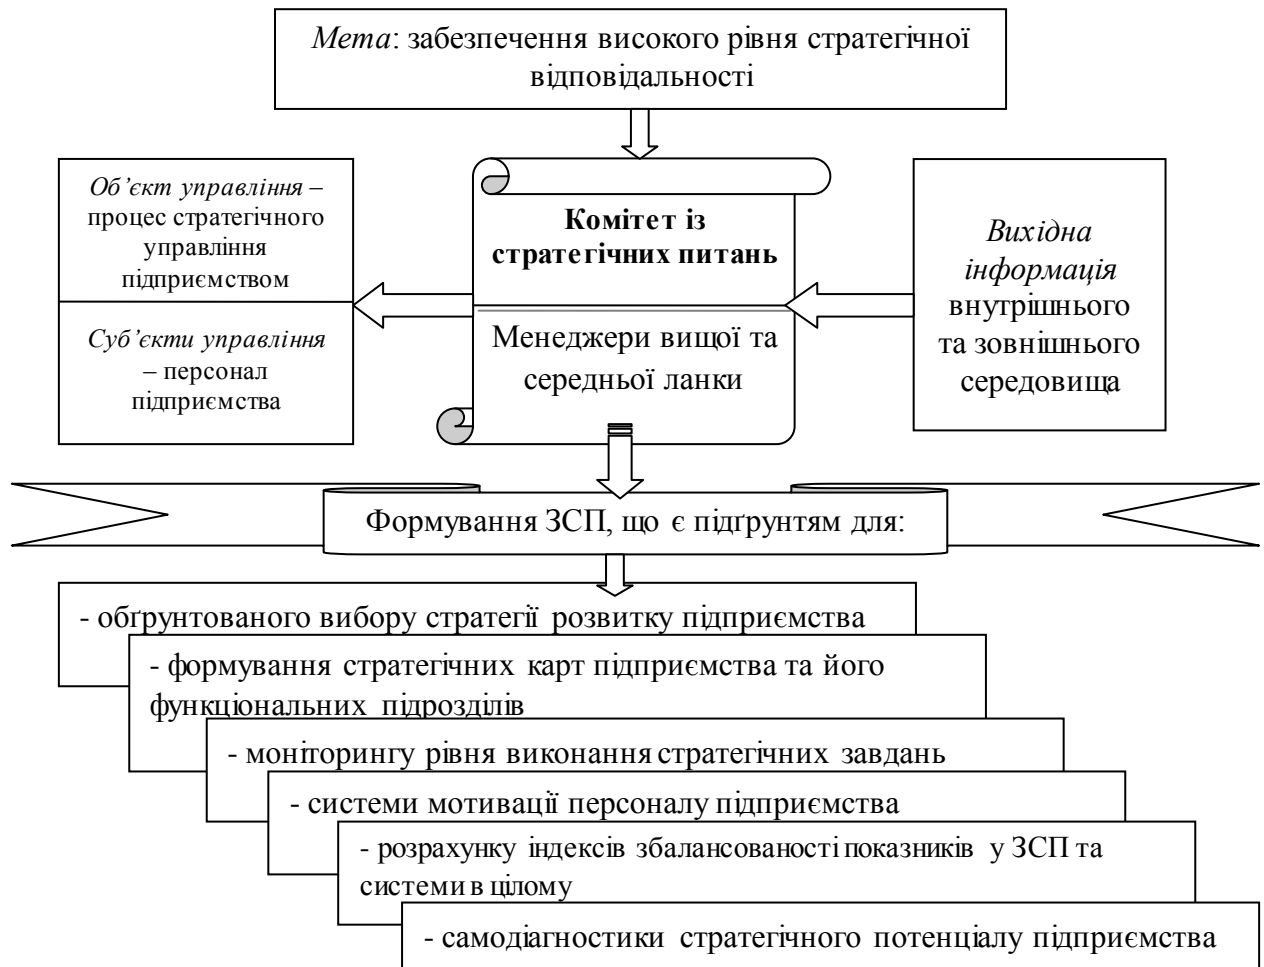 Мета: забезпечення високого рівня стратегічної
відповідальності
Об’єкт управління –
процес стратегічного
управління
підприємством
Суб’єкти управління
– персонал
підприємства
Комітет із
стратегічних питань
Менеджери вищої та
середньої ланки
Вихідна
інформація
внутрішнього
та зовнішнього
середовища
Формування ЗСП, що є підґрунтям для:
- обґрунтованого вибору стратегії розвитку підприємства
- формування стратегічних карт підприємства та його
функціональних підрозділів
- моніторингу рівня виконання стратегічних завдань
- системи мотивації персоналу підприємства
- розрахунку індексів збалансованості показників у ЗСП та
системи в цілому
- самодіагностики стратегічного потенціалу підприємства